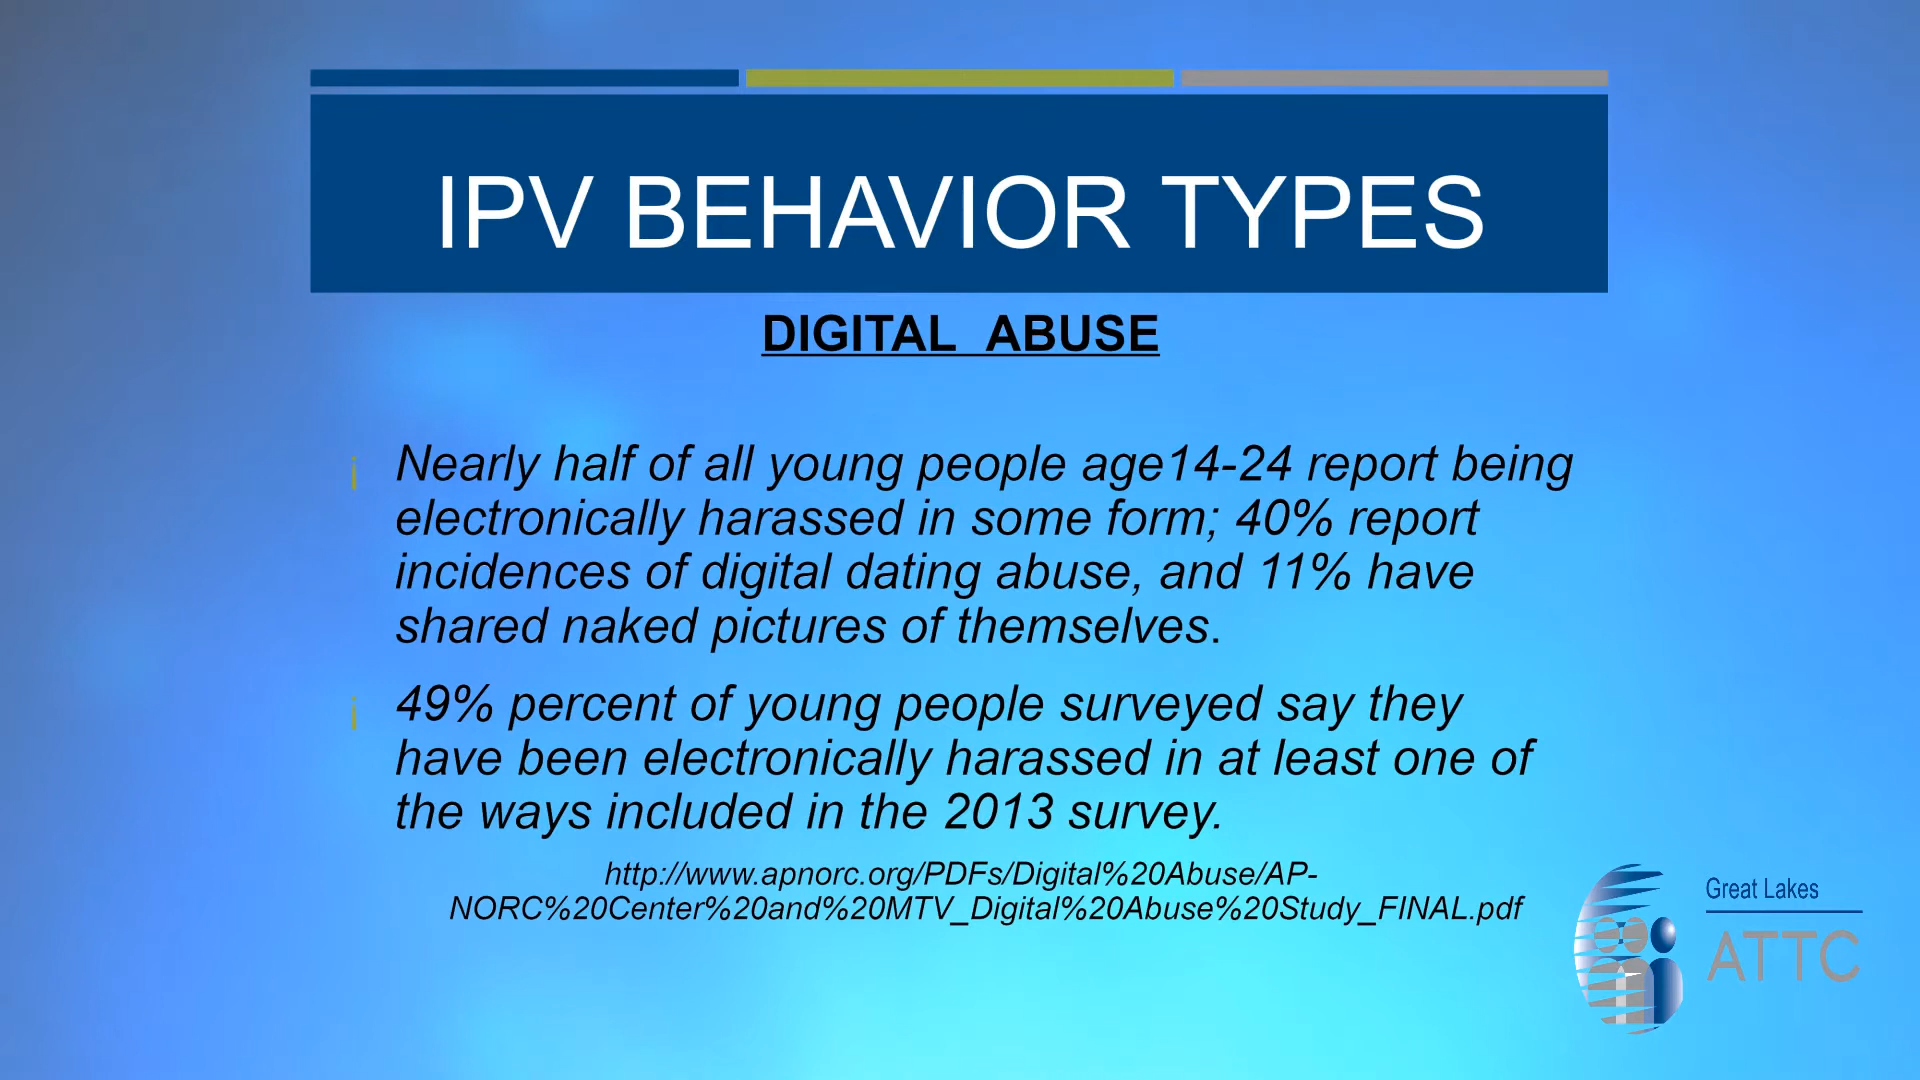 IPV BEHAVIOR TYPES
DIGITAL ABUSE
¡ Nearly half of all young people age14-24 report being
electronically harassed in some form; 40% report
incidences of digital dating abuse, and 11% have
shared naked pictures of themselves.
¡ 49% percent of young people surveyed say they
have been electronically harassed in at least one of
the ways included in the 2013 survey.
http://www.apnorc.org/PDFs/Digital%20Abuse/AP-
NORC%20Center%20and%20MTV_Digital%20Abuse%20Study_FINAL.pdf
Great Lakes
ATTC